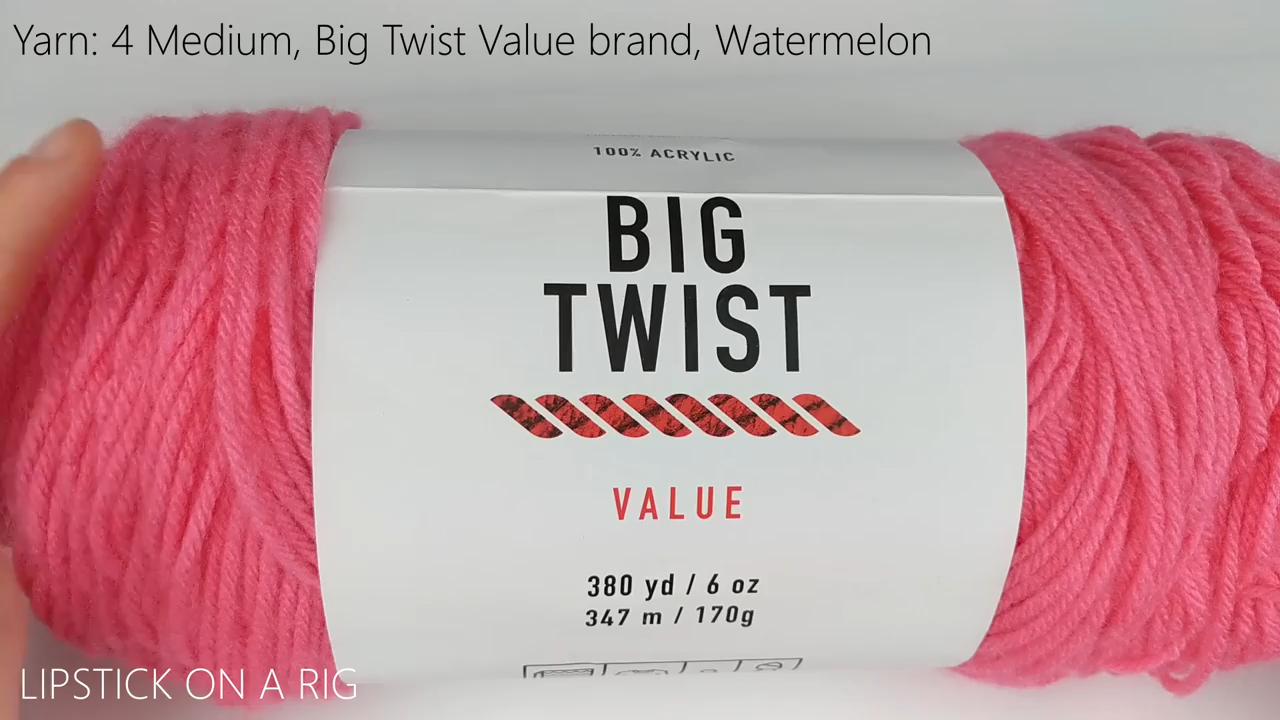 Yarn: 4 Medium, Big Twist Value brand, Watermelon
100% ACRYLIC
BIG
TWIST
VALUE
380 yd / 6 oz
347 m / 170g
LIPSTICK ON A RIG